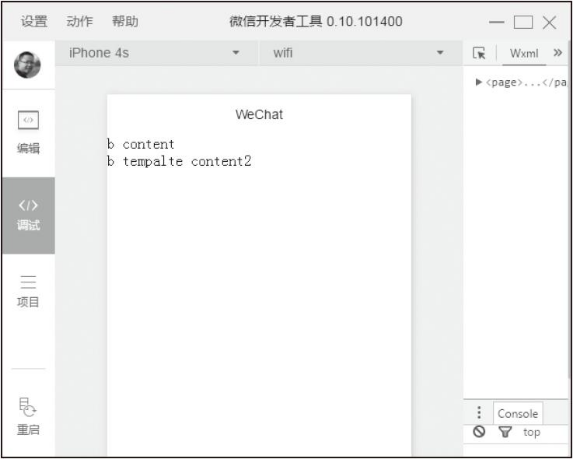 设置 动作 帮助 微信开发者工具 0.10.101400
iPhone 4s wifi Wxml »
▶<page>...</pa
WeChat
编辑
b content
b tempalte content2
调试
项目
重启
Console
top